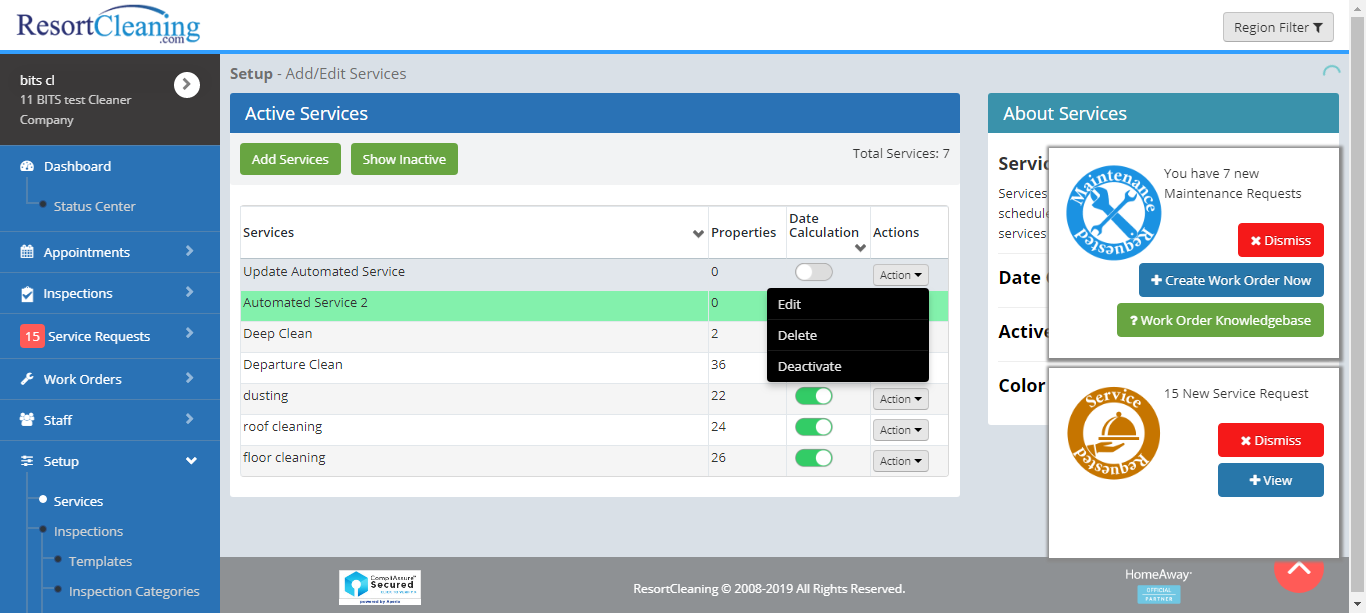 ResortCleaning
.com
Region Filter
bits cl
11 BITS test Cleaner
Company
Dashboard
Status Center
Appointments
Inspections
15 Service Requests
Work Orders
Staff
Setup
Services
Inspections
Templates
Inspection Categories
Setup - Add/Edit Services
Active Services
Add Services Show Inactive Total Services: 7
Services Properties Date Calculation Actions
Update Automated Service 0 Action
Automated Service 2 0
Deep Clean 2
Departure Clean 36
dusting 22 Action
roof cleaning 24 Action
floor cleaning 26 Action
Edit
Delete
Deactivate
About Services
Services
schedule
services
Date
Active
Color
Maintenance
Requested
You have 7 new
Maintenance Requests
Dismiss
Create Work Order Now
? Work Order Knowledgebase
Service
Requested
15 New Service Request
Dismiss
View
CompliAssure
Secured
ResortCleaning © 2008-2019 All Rights Reserved.
HomeAway
OFFICIAL
PARTNER